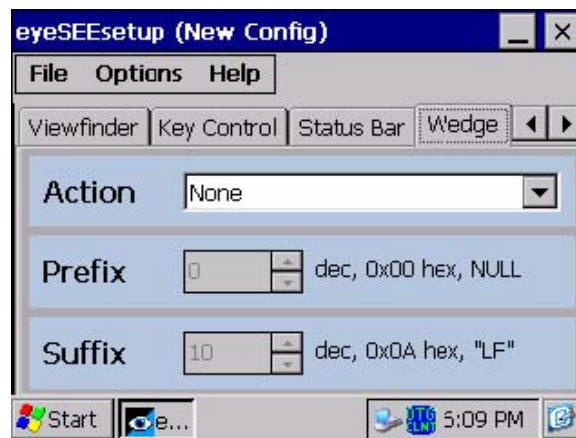 eyeSEEsetup (New Config)
File Options Help
Viewfinder Key Control Status Bar Wedge
Action None
Prefix 0 dec, 0x00 hex, NULL
Suffix 10 dec, 0x0A hex, "LF"
Start e... 5:09 PM